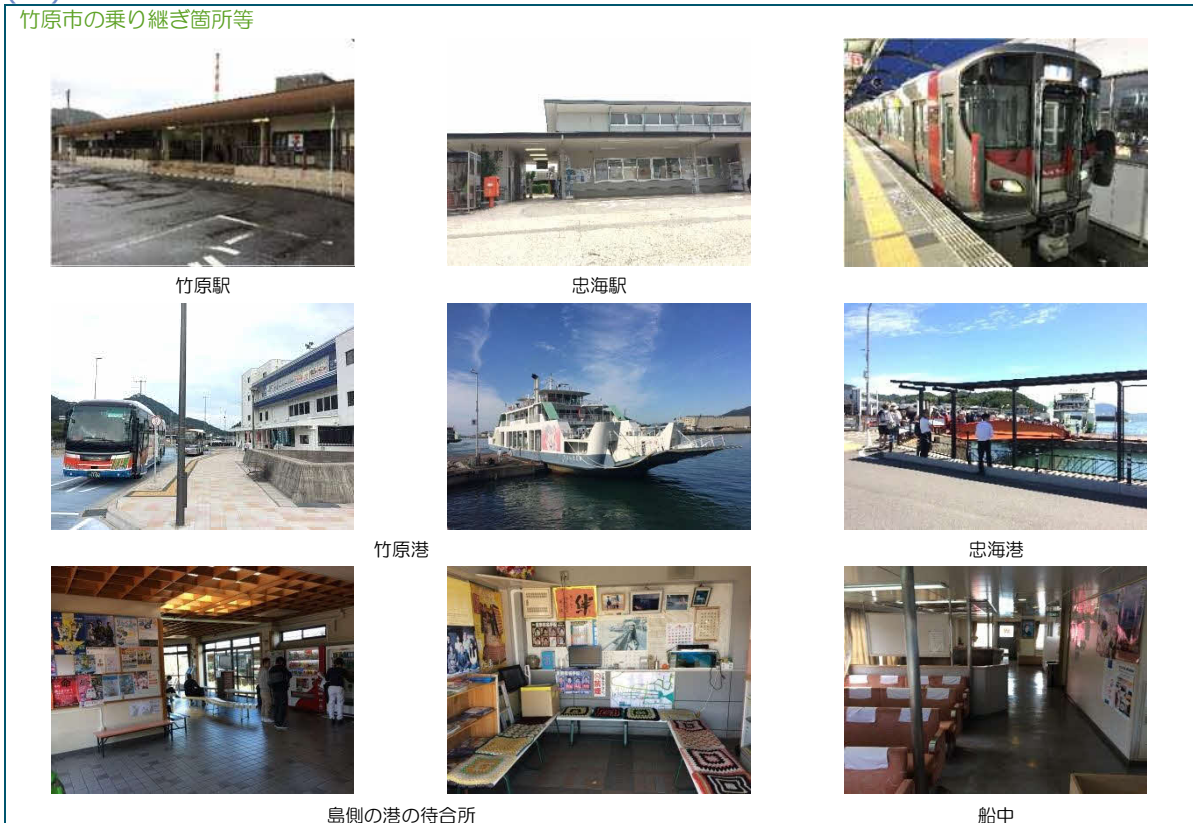 竹原市の乗り継ぎ箇所等
竹原駅
忠海駅
竹原港
忠海港
島側の港の待合所
船中